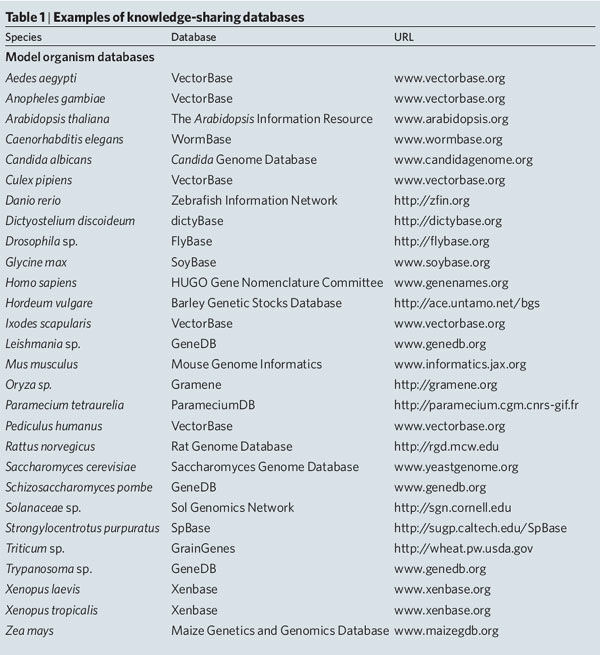 Table 1 | Examples of knowledge-sharing databases
Species Database URL
Model organism databases
Aedes aegypti VectorBase www.vectorbase.org
Anopheles gambiae VectorBase www.vectorbase.org
Arabidopsis thaliana The Arabidopsis Information Resource www.arabidopsis.org
Caenorhabditis elegans WormBase www.wormbase.org
Candida albicans Candida Genome Database www.candidagenome.org
Culex pipiens VectorBase www.vectorbase.org
Danio rerio Zebrafish Information Network http://zfin.org
Dictyostelium discoideum dictyBase http://dictybase.org
Drosophila sp. FlyBase http://flybase.org
Glycine max SoyBase www.soybase.org
Homo sapiens HUGO Gene Nomenclature Committee www.genenames.org
Hordeum vulgare Barley Genetic Stocks Database http://ace.untamo.net/bgs
Ixodes scapularis VectorBase www.vectorbase.org
Leishmania sp. GeneDB www.genedb.org
Mus musculus Mouse Genome Informatics www.informatics.jax.org
Oryza sp. Gramene http://gramene.org
Paramecium tetraurelia ParameciumDB http://paramecium.cgm.cnrs-gif.fr
Pediculus humanus VectorBase www.vectorbase.org
Rattus norvegicus Rat Genome Database http://rgd.mcw.edu
Saccharomyces cerevisiae Saccharomyces Genome Database www.yeastgenome.org
Schizosaccharomyces pombe GeneDB www.genedb.org
Solanaceae sp. Sol Genomics Network http://sgn.cornell.edu
Strongylocentrotus purpuratus SpBase http://sugp.caltech.edu/SpBase
Triticum sp. GrainGenes http://wheat.pw.usda.gov
Trypanosoma sp. GeneDB www.genedb.org
Xenopus laevis Xenbase www.xenbase.org
Xenopus tropicalis Xenbase www.xenbase.org
Zea mays Maize Genetics and Genomics Database www.maizegdb.org